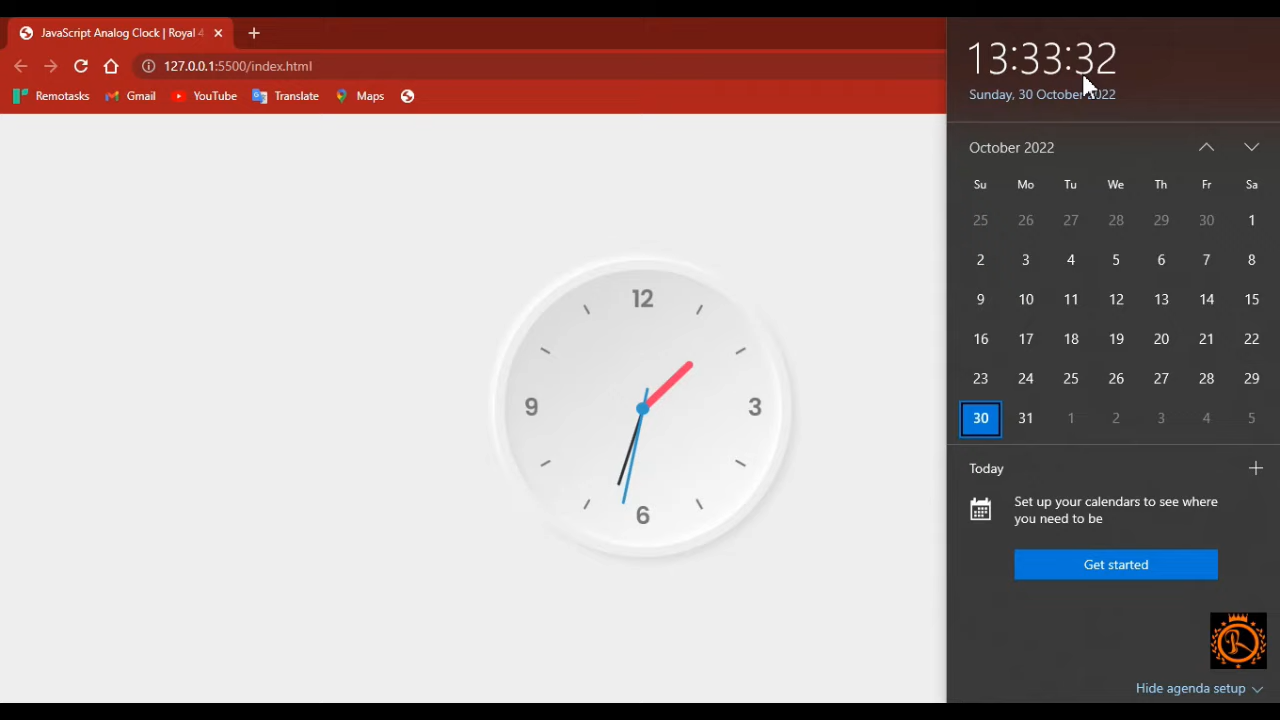 JavaScript Analog Clock | Royal 4
127.0.0.1:5500/index.html
Remotasks Gmail YouTube Translate Maps
12
9 3
6
13:33:32
Sunday, 30 October 2022
October 2022
Su Mo Tu We Th Fr Sa
25 26 27 28 29 30 1
2 3 4 5 6 7 8
9 10 11 12 13 14 15
16 17 18 19 20 21 22
23 24 25 26 27 28 29
30 31 1 2 3 4 5
Today
Set up your calendars to see where
you need to be
Get started
R
Hide agenda setup